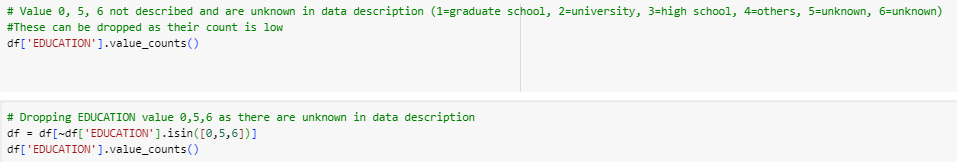 # Value 0, 5, 6 not described and are unknown in data description (1=graduate school, 2=university, 3=high school, 4=others, 5=unknown, 6=unknown)
#These can be dropped as their count is low
df['EDUCATION'].value_counts()
# Dropping EDUCATION value 0,5,6 as there are unknown in data description
df = df[~df['EDUCATION'].isin([0,5,6])]
df['EDUCATION'].value_counts()